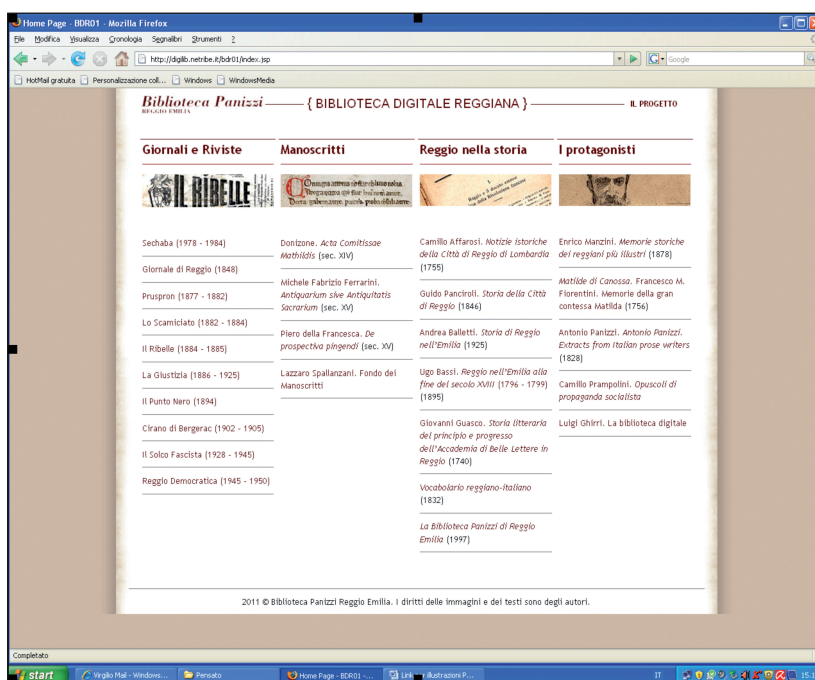 Home Page - BDR01 - Mozilla Firefox
File Modifica Visualizza Cronologia Segnalibri Strumenti ?
http://digilib.netribe.it/bdr01/index.jsp
Google
HotMail gratuita Personalizzazione coll... Windows WindowsMedia
Biblioteca Panizzi { BIBLIOTECA DIGITALE REGGIANA } IL PROGETTO
REGGIO EMILIA
Giornali e Riviste
IL RIBELLE
Sechaba (1978 - 1984)
Giornale di Reggio (1848)
Pruspron (1877 - 1882)
Lo Scamiciato (1882 - 1884)
Il Ribelle (1884 - 1885)
La Giustizia (1886 - 1925)
Il Punto Nero (1894)
Cirano di Bergerac (1902 - 1905)
Il Solco Fascista (1928 - 1945)
Reggio Democratica (1945 - 1950)
Manoscritti
Donizone. Acta Comitissae
Mathildis (sec. XIV)
Michele Fabrizio Ferrarini.
Antiquarium sive Antiquitatis
Sacrarium (sec. XV)
Piero della Francesca. De
prospectiva pingendi (sec. XV)
Lazzaro Spallanzani. Fondo dei
Manoscritti
Reggio nella storia
Camillo Affarosi. Notizie istoriche
della Città di Reggio di Lombardia
(1755)
Guido Panciroli. Storia della Città
di Reggio (1846)
Andrea Balletti. Storia di Reggio
nell'Emilia (1925)
Ugo Bassi. Reggio nell'Emilia alla
fine del secolo XVIII (1796 - 1799)
(1895)
Giovanni Guasco. Storia litteraria
del principio e progresso
dell'Accademia di Belle Lettere in
Reggio (1740)
Vocabolario reggiano-italiano
(1832)
La Biblioteca Panizzi di Reggio
Emilia (1997)
I protagonisti
Enrico Manzini. Memorie storiche
dei reggiani più illustri (1878)
Matilde di Canossa. Francesco M.
Fiorentini. Memorie della gran
contessa Matilda (1756)
Antonio Panizzi. Antonio Panizzi.
Extracts from Italian prose writers
(1828)
Camillo Prampolini. Opuscoli di
propaganda socialista
Luigi Ghirri. La biblioteca digitale
2011 © Biblioteca Panizzi Reggio Emilia. I diritti delle immagini e dei testi sono degli autori.
Completato
start Virgilio Mail - Windows... Pensato Home Page - BDR01 -... illustrazioni P... IT